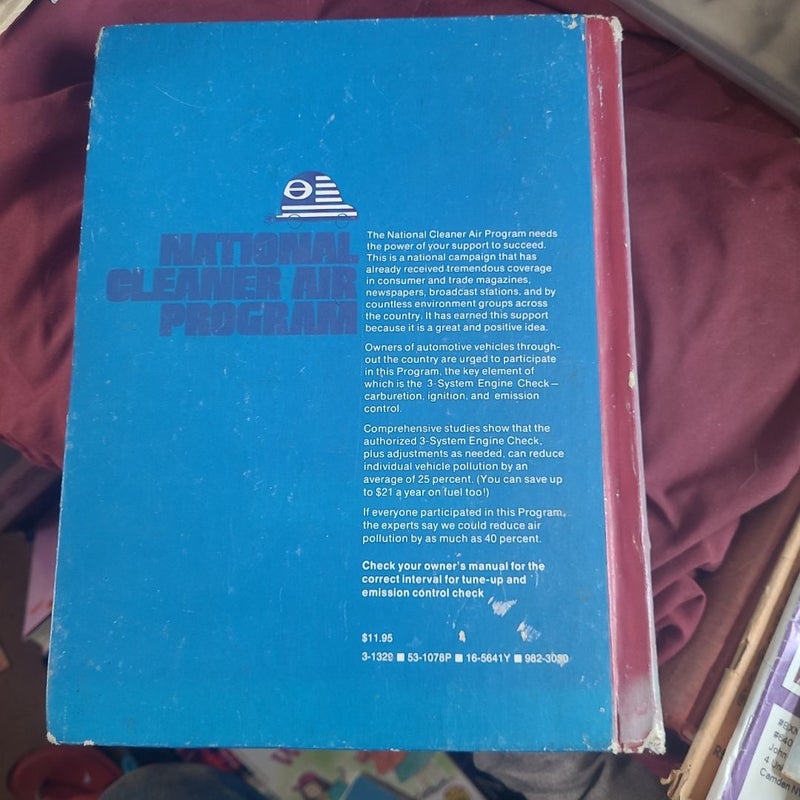 NATIONAL
CLEANER AIR
PROGRAM
The National Cleaner Air Program needs
the power of your support to succeed.
This is a national campaign that has
already received tremendous coverage
in consumer and trade magazines,
newspapers, broadcast stations, and by
countless environment groups across
the country. It has earned this support
because it is a great and positive idea.
Owners of automotive vehicles through-
out the country are urged to participate
in this Program, the key element of
which is the 3-System Engine Check—
carburetion, ignition, and emission
control.
Comprehensive studies show that the
authorized 3-System Engine Check,
plus adjustments as needed, can reduce
individual vehicle pollution by an
average of 25 percent. (You can save up
to $21 a year on fuel too!)
If everyone participated in this Program,
the experts say we could reduce air
pollution by as much as 40 percent.
Check your owner's manual for the
correct interval for tune-up and
emission control check
$11.95
3-1329 ■ 53-1078P ■ 16-5641Y ■
John
Camden